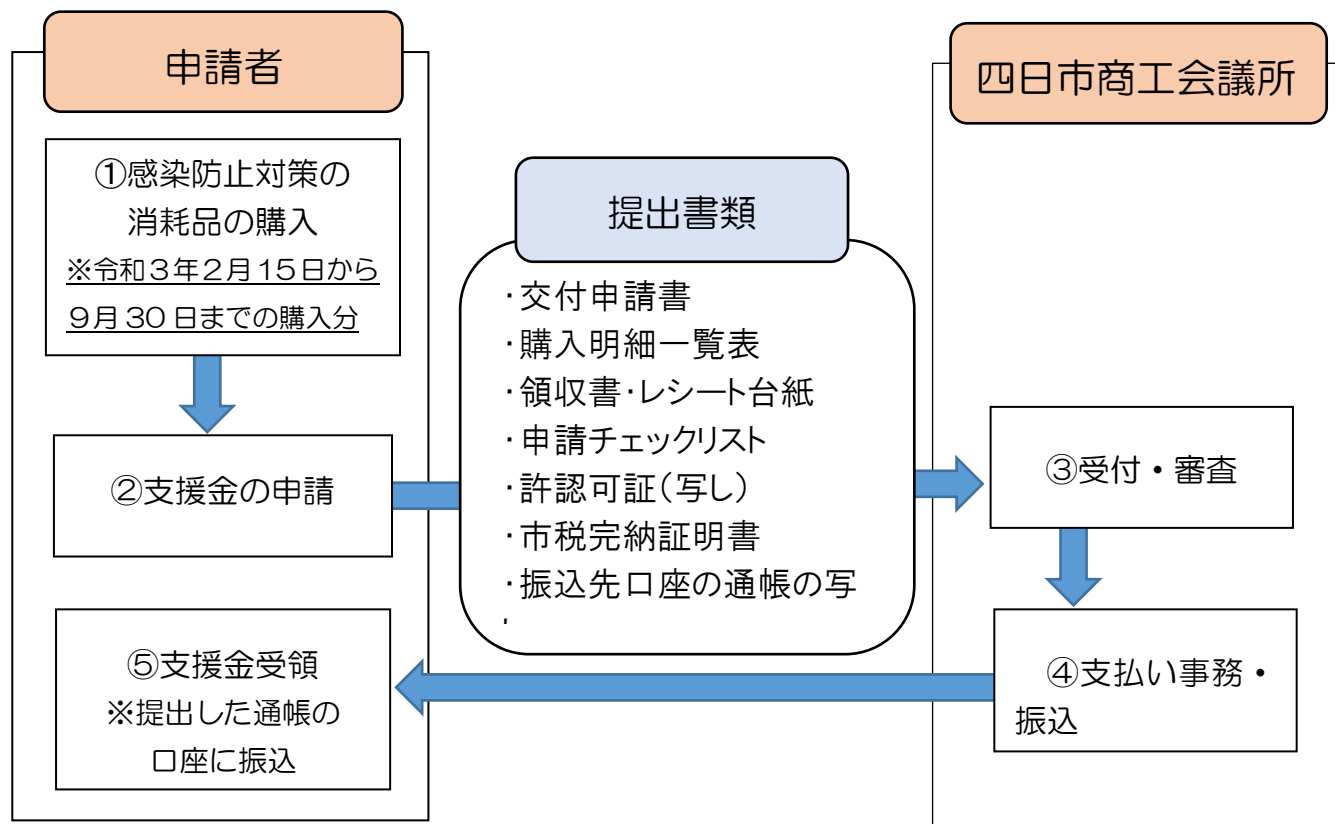 申請者
①感染防止対策の
消耗品の購入
※令和３年２月15日から
９月30日までの購入分
②支援金の申請
提出書類
・交付申請書
・購入明細一覧表
・領収書・レシート台紙
・申請チェックリスト
・許認可証（写し）
・市税完納証明書
・振込先口座の通帳の写
四日市商工会議所
③受付・審査
④支払い事務・
振込
⑤支援金受領
※提出した通帳の
口座に振込